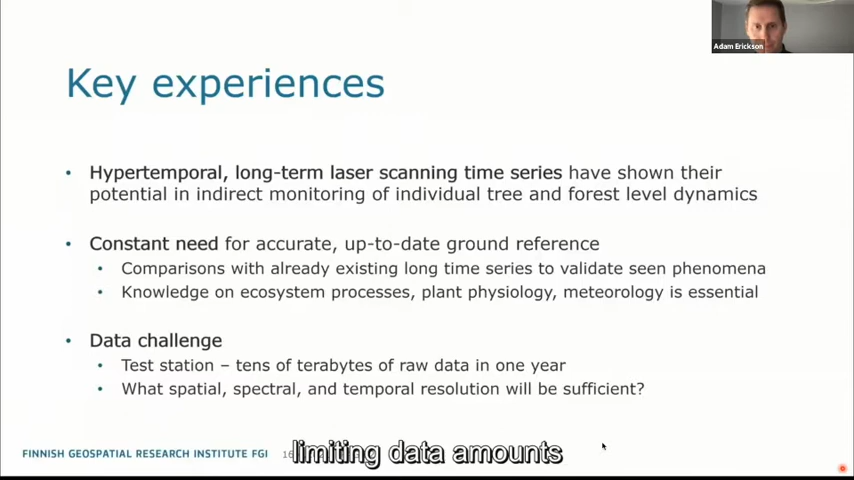 Adam Erickson
Key experiences
• Hypertemporal, long-term laser scanning time series have shown their
potential in indirect monitoring of individual tree and forest level dynamics
• Constant need for accurate, up-to-date ground reference
• Comparisons with already existing long time series to validate seen phenomena
• Knowledge on ecosystem processes, plant physiology, meteorology is essential
• Data challenge
• Test station – tens of terabytes of raw data in one year
• What spatial, spectral, and temporal resolution will be sufficient?
FINNISH GEOSPATIAL RESEARCH INSTITUTE FGI 16
limiting data amounts